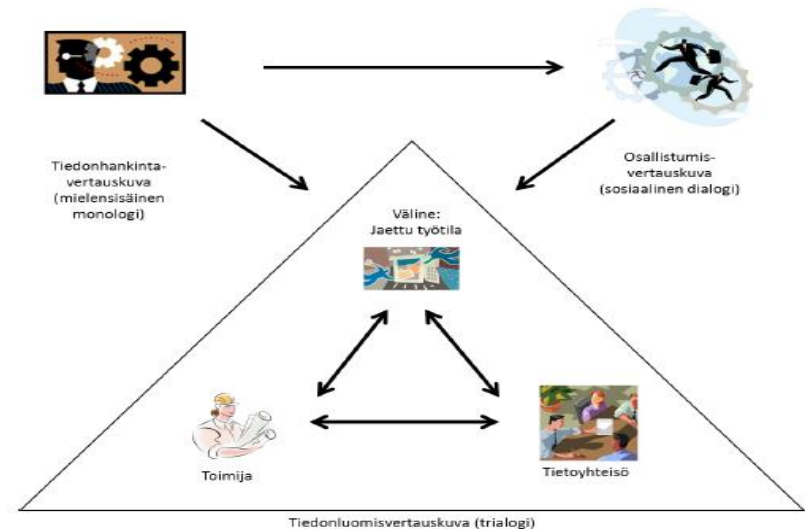 Tiedonhankinta-
vertauskuva
(mielensisäinen
monologi)
Osallistumis-
vertauskuva
(sosiaalinen dialogi)
Väline:
Jaettu työtila
Toimija
Tietoyhteisö
Tiedonluomisvertauskuva (trialogi)